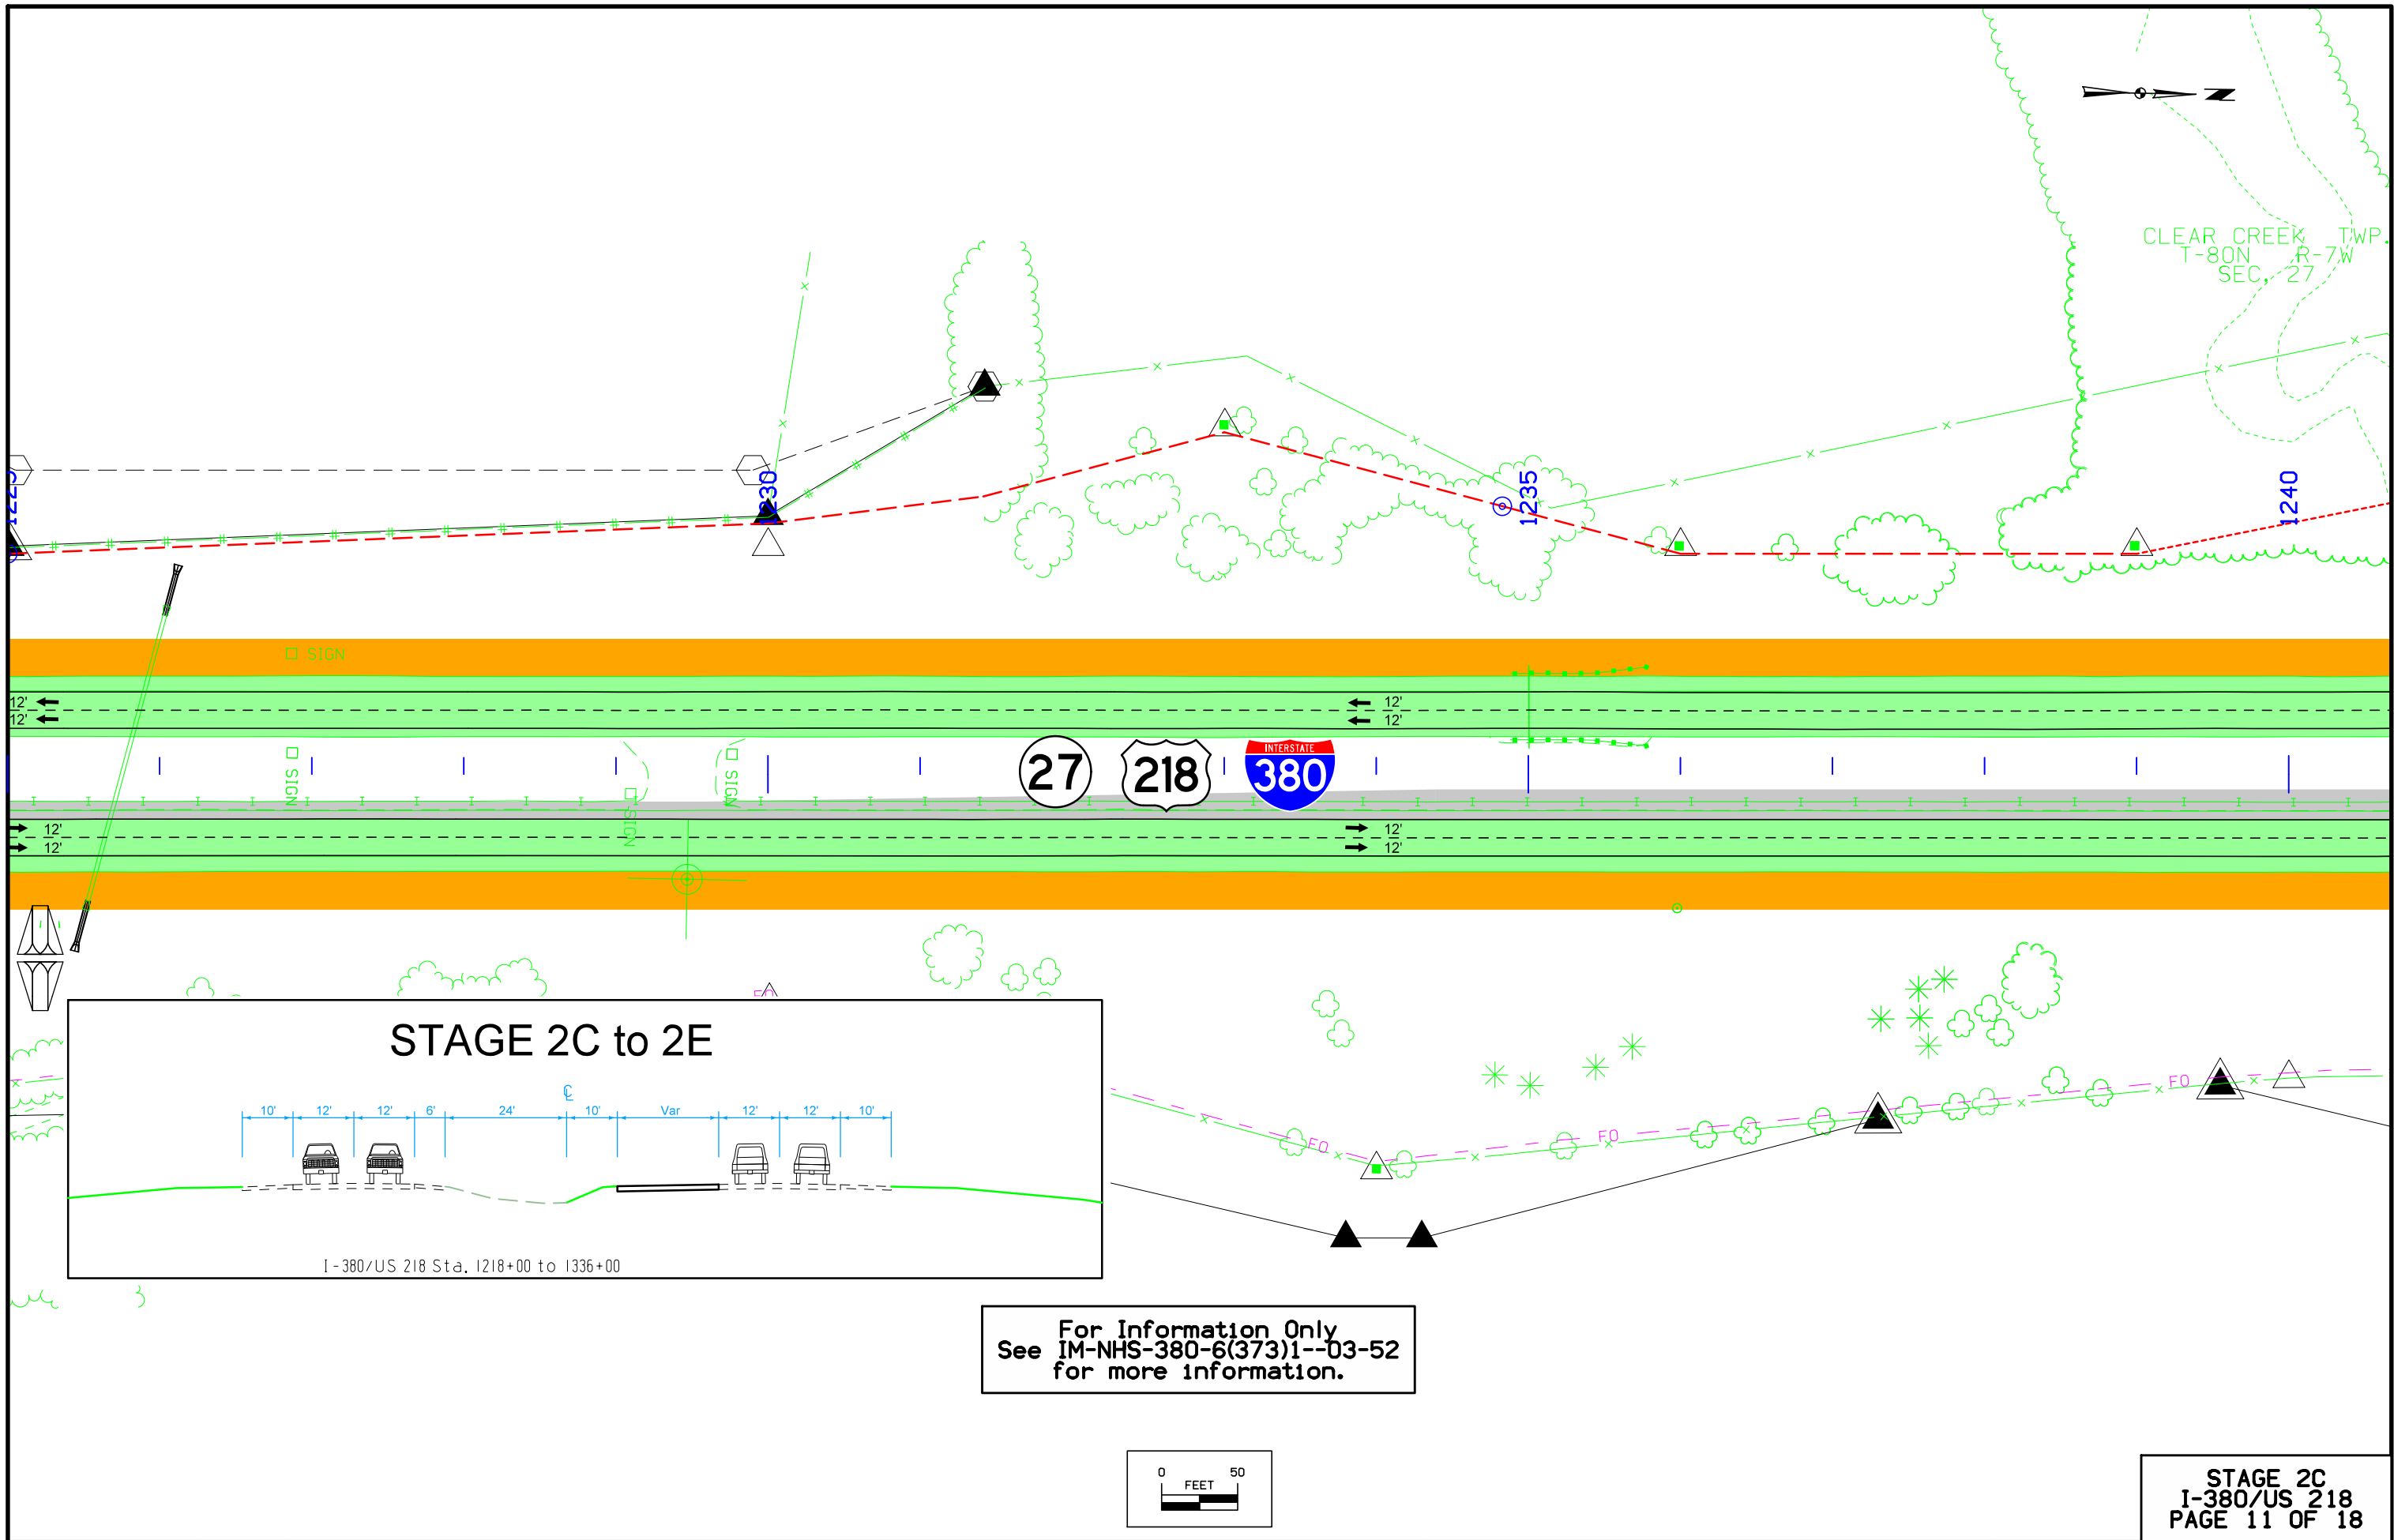 CLEAR CREEK TWP.
T-80N R-7W
SEC. 27
1230
1235
1240
SIGN
12'
12'
12'
12'
SIGN
SIGN
27
218
INTERSTATE
380
SIGN
12'
12'
12'
12'
FO
STAGE 2C to 2E
℄
10' 12' 12' 6' 24' 10' Var 12' 12' 10'
I-380/US 218 Sta. 1218+00 to 1336+00
FO
FO
FO
For Information Only
See IM-NHS-380-6(373)1--03-52
for more information.
0 50
FEET
STAGE 2C
I-380/US 218
PAGE 11 OF 18